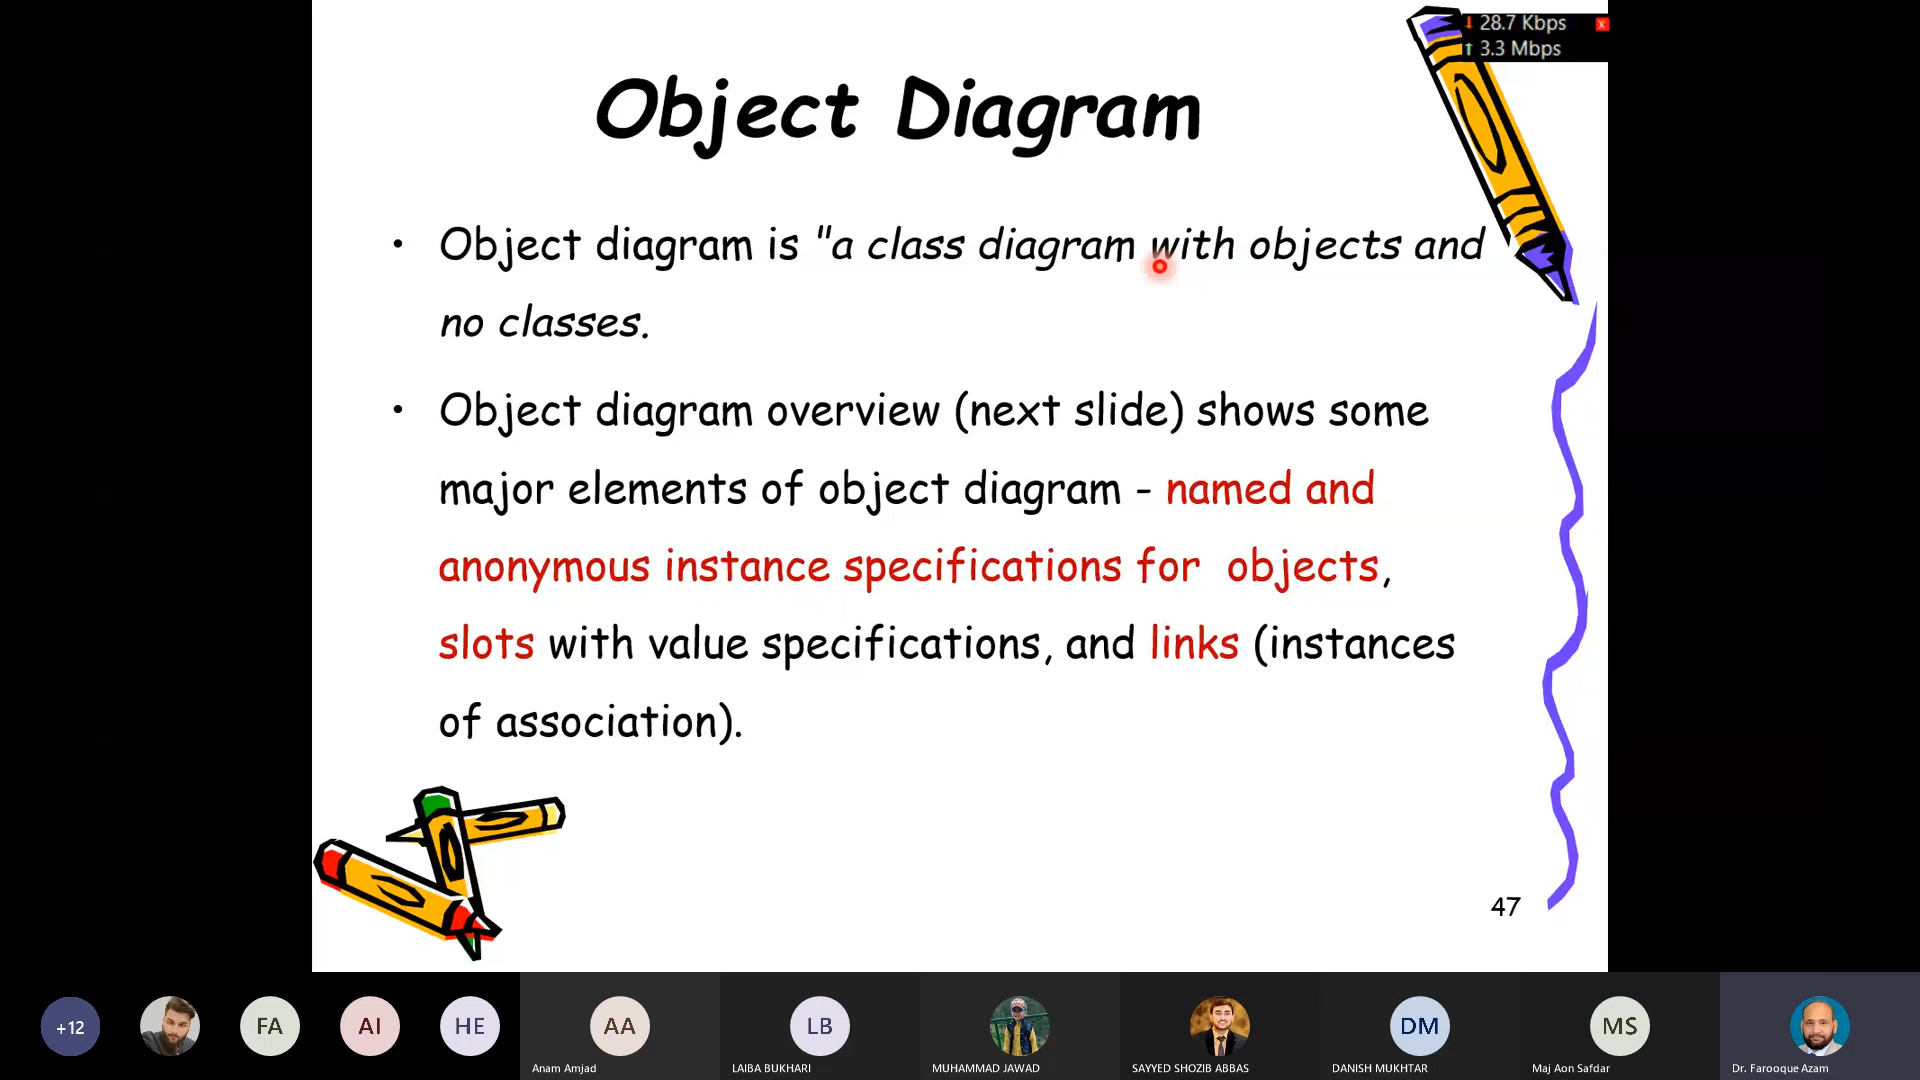 ↓ 28.7 Kbps x
↑ 3.3 Mbps
Object Diagram
• Object diagram is "a class diagram with objects and
no classes.
• Object diagram overview (next slide) shows some
major elements of object diagram - named and
anonymous instance specifications for objects,
slots with value specifications, and links (instances
of association).
47
+12
FA
AI
HE
AA
LB
DM
MS
Anam Amjad
LAIBA BUKHARI
MUHAMMAD JAWAD
SAYYED SHOZIB ABBAS
DANISH MUKHTAR
Maj Aon Safdar
Dr. Farooque Azam